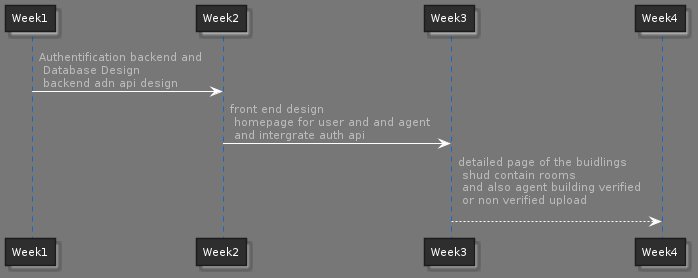 Week1 Week2 Week3 Week4
Authentification backend and
Database Design
backend adn api design
front end design
homepage for user and and agent
and intergrate auth api
detailed page of the buidlings
shud contain rooms
and also agent building verified
or non verified upload
Week1 Week2 Week3 Week4